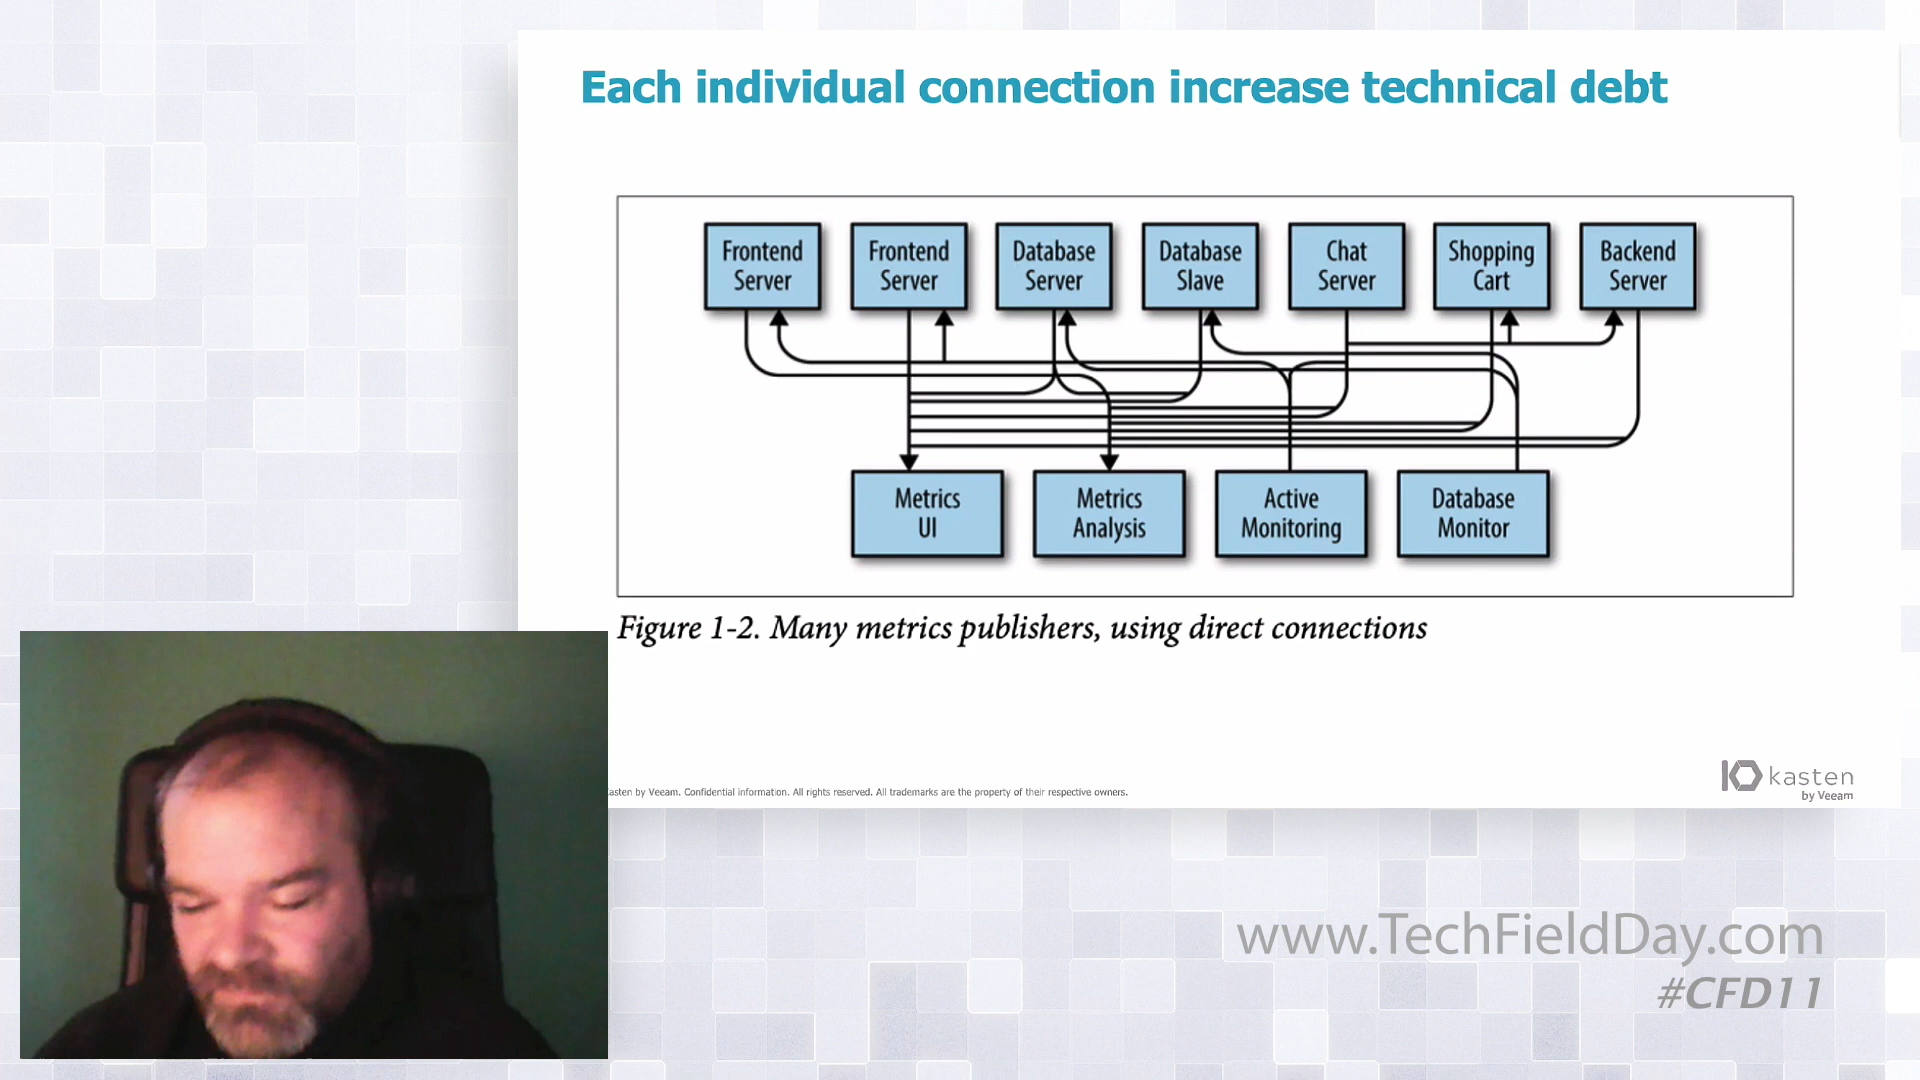 Each individual connection increase technical debt
Frontend
Server
Frontend
Server
Database
Server
Database
Slave
Chat
Server
Shopping
Cart
Backend
Server
Metrics
UI
Metrics
Analysis
Active
Monitoring
Database
Monitor
Figure 1-2. Many metrics publishers, using direct connections
asten by Veeam. Confidential information. All rights reserved. All trademarks are the property of their respective owners.
kasten
by Veeam
www.TechFieldDay.com
#CFD11